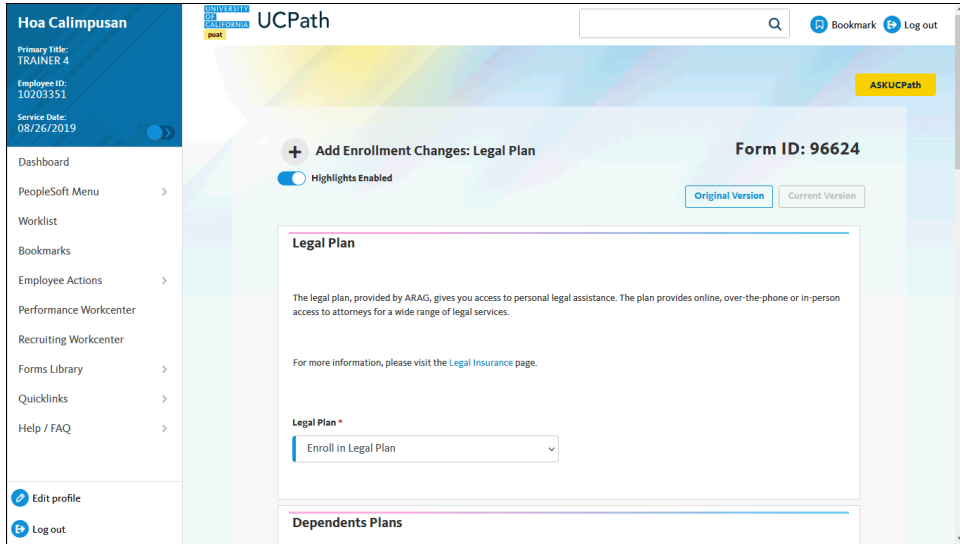 Hoa Calimpusan
Primary Title:
TRAINER 4
Employee ID:
10203351
Service Date:
08/26/2019
Dashboard
PeopleSoft Menu
Worklist
Bookmarks
Employee Actions
Performance Workcenter
Recruiting Workcenter
Forms Library
Quicklinks
Help / FAQ
Edit profile
Log out
UNIVERSITY
OF
CALIFORNIA
puat
UCPath
Bookmark
Log out
ASKUCPath
Add Enrollment Changes: Legal Plan
Form ID: 96624
Highlights Enabled
Original Version
Current Version
Legal Plan
The legal plan, provided by ARAG, gives you access to personal legal assistance. The plan provides online, over-the-phone or in-person
access to attorneys for a wide range of legal services.
For more information, please visit the Legal Insurance page.
Legal Plan *
Enroll in Legal Plan
Dependents Plans